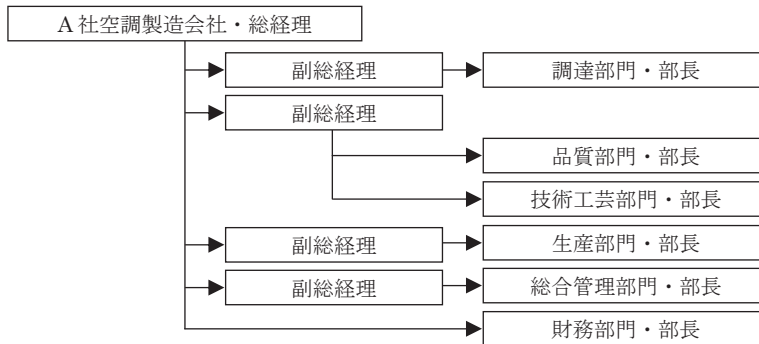 A社空調製造会社・総経理
副総経理
調達部門・部長
副総経理
品質部門・部長
技術工芸部門・部長
副総経理
生産部門・部長
副総経理
総合管理部門・部長
財務部門・部長